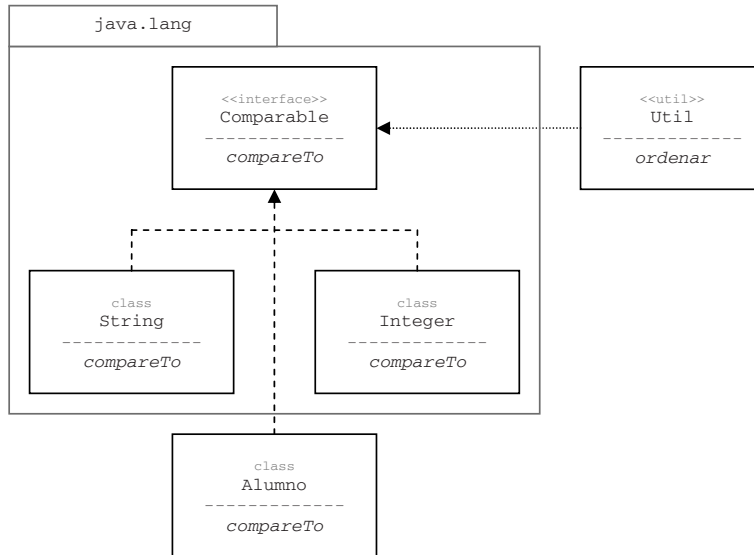 java.lang
<<interface>>
Comparable
-------------
compareTo
<<util>>
Util
------------
ordenar
class
String
-------------
compareTo
class
Integer
-------------
compareTo
class
Alumno
-------------
compareTo